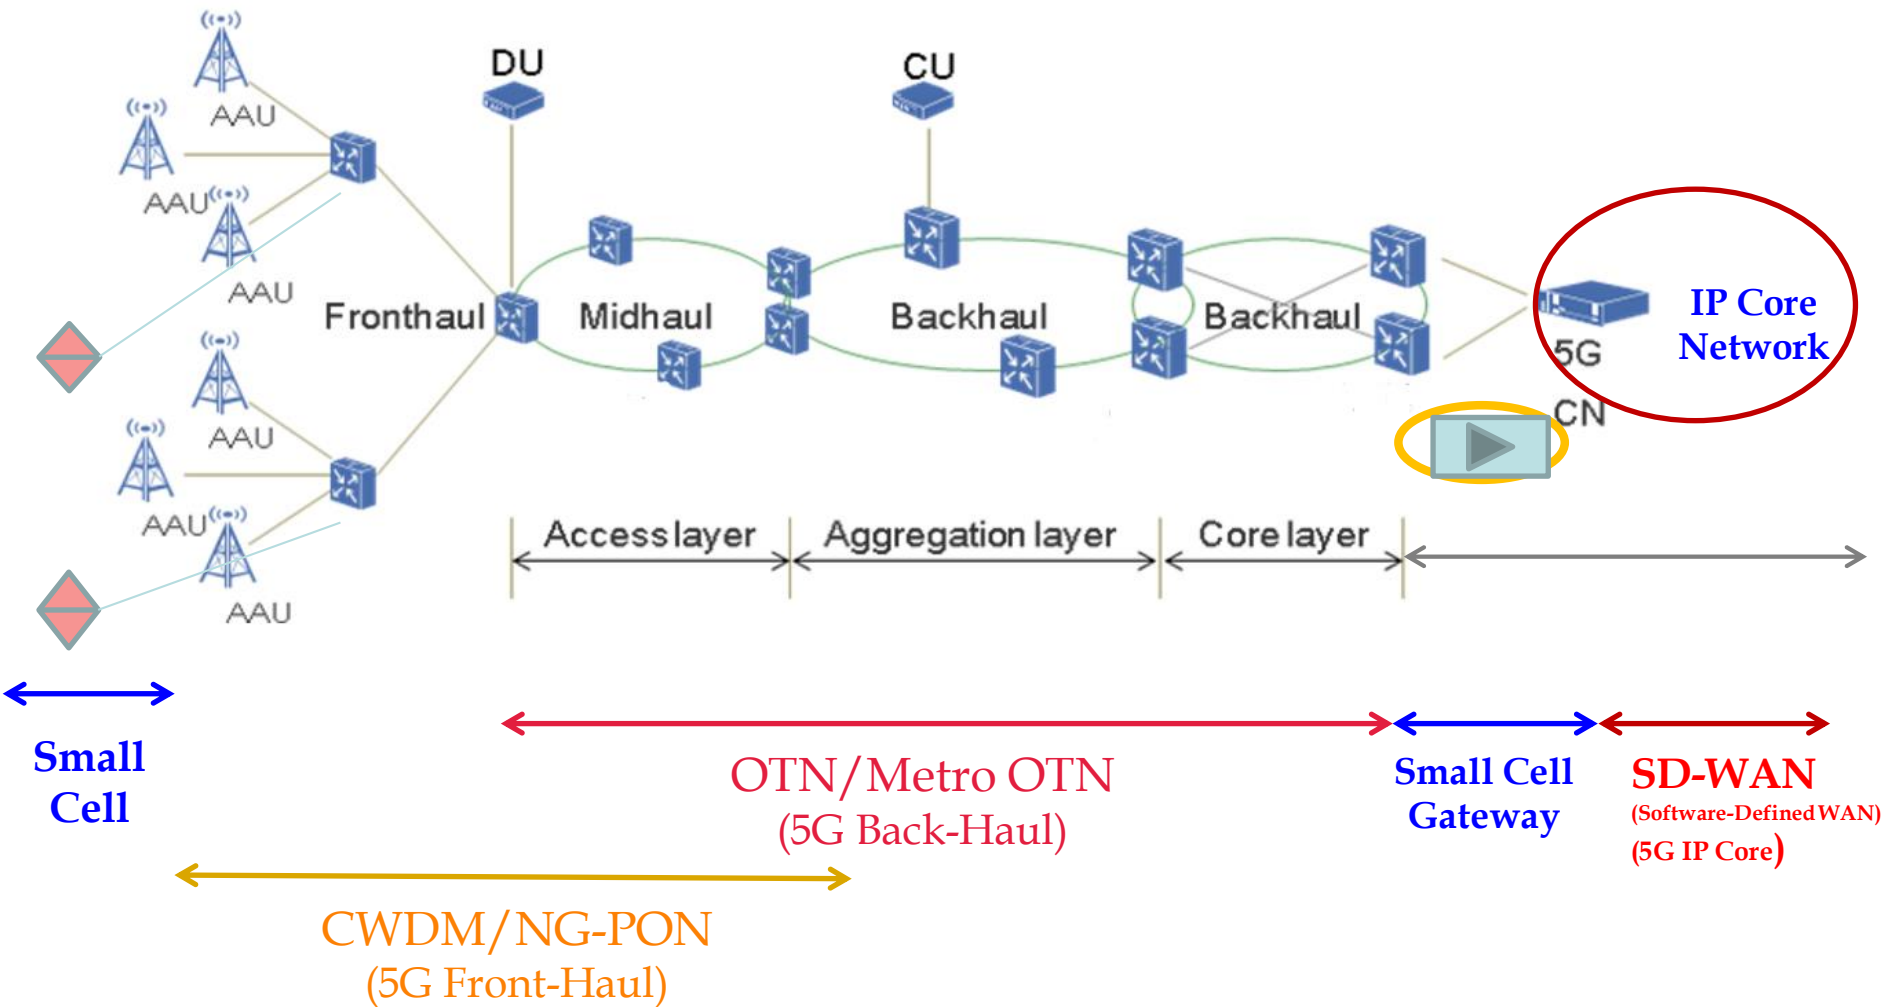 DU
CU
AAU
AAU
AAU
Fronthaul
Midhaul
Backhaul
Backhaul
IP Core
Network
5G
CN
AAU
AAU
AAU
Access layer
Aggregation layer
Core layer
Small
Cell
OTN/Metro OTN
(5G Back-Haul)
Small Cell
Gateway
SD-WAN
(Software-Defined WAN)
(5G IP Core)
CWDM/NG-PON
(5G Front-Haul)